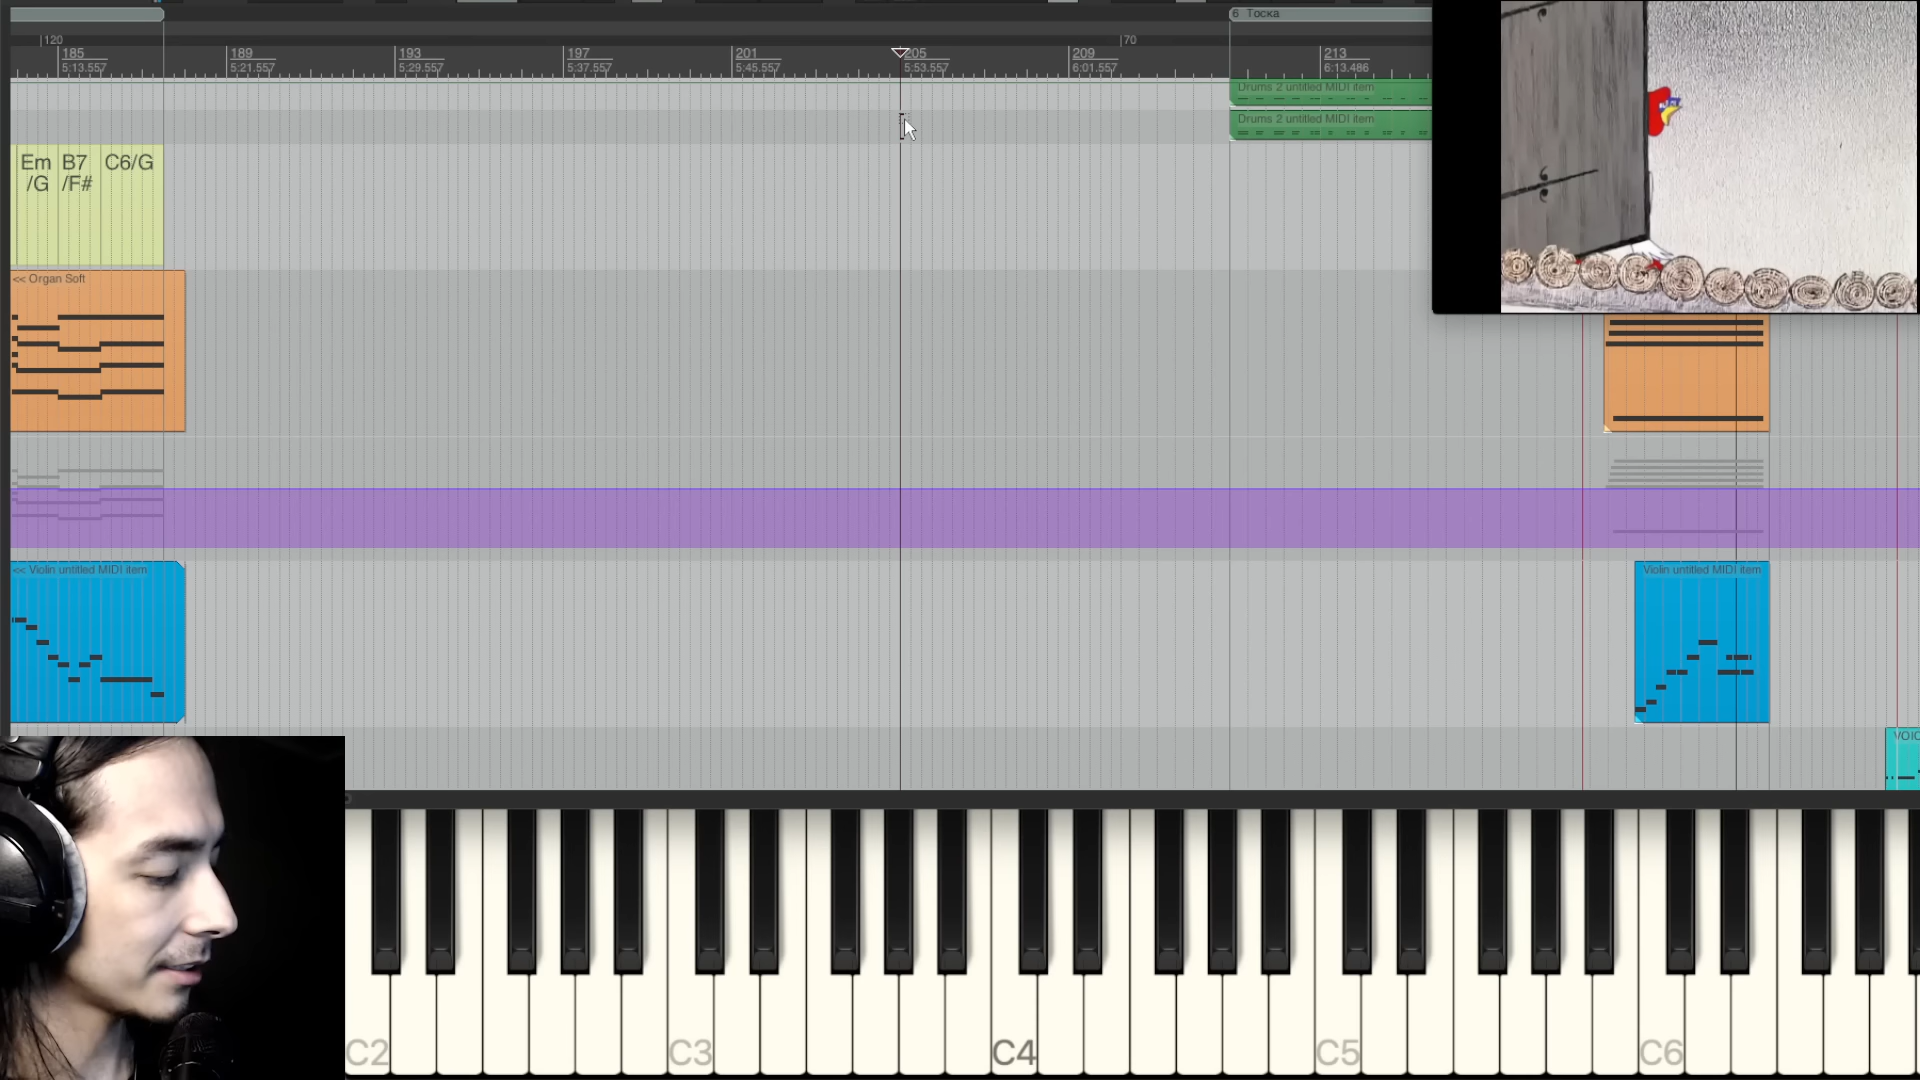 6 Тоска
120
70
185
189
193
197
201
205
209
213
5:13.557
5:21.557
5:29.557
5:37.557
5:45.557
5:53.557
6:01.557
6:13.486
Drums 2 untitled MIDI item
Drums 2 untitled MIDI item
Em
/G
B7
/F#
C6/G
<< Organ Soft
<< Violin untitled MIDI item
Violin untitled MIDI item
VOIC
C2
C3
C4
C5
C6